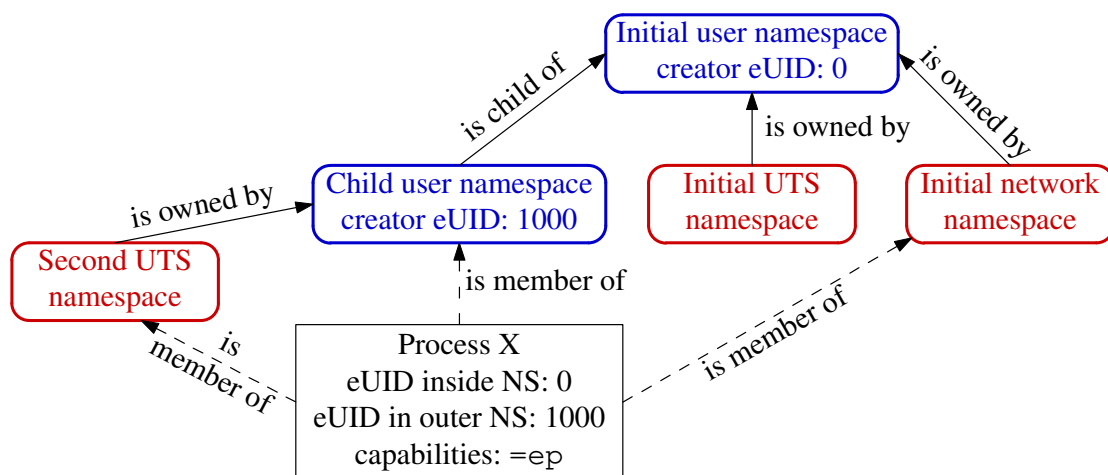 Initial user namespace
creator eUID: 0
is child of
is owned by
is owned by
Child user namespace
creator eUID: 1000
Initial UTS
namespace
Initial network
namespace
is owned by
Second UTS
namespace
is member of
is
member of
is member of
Process X
eUID inside NS: 0
eUID in outer NS: 1000
capabilities: =ep